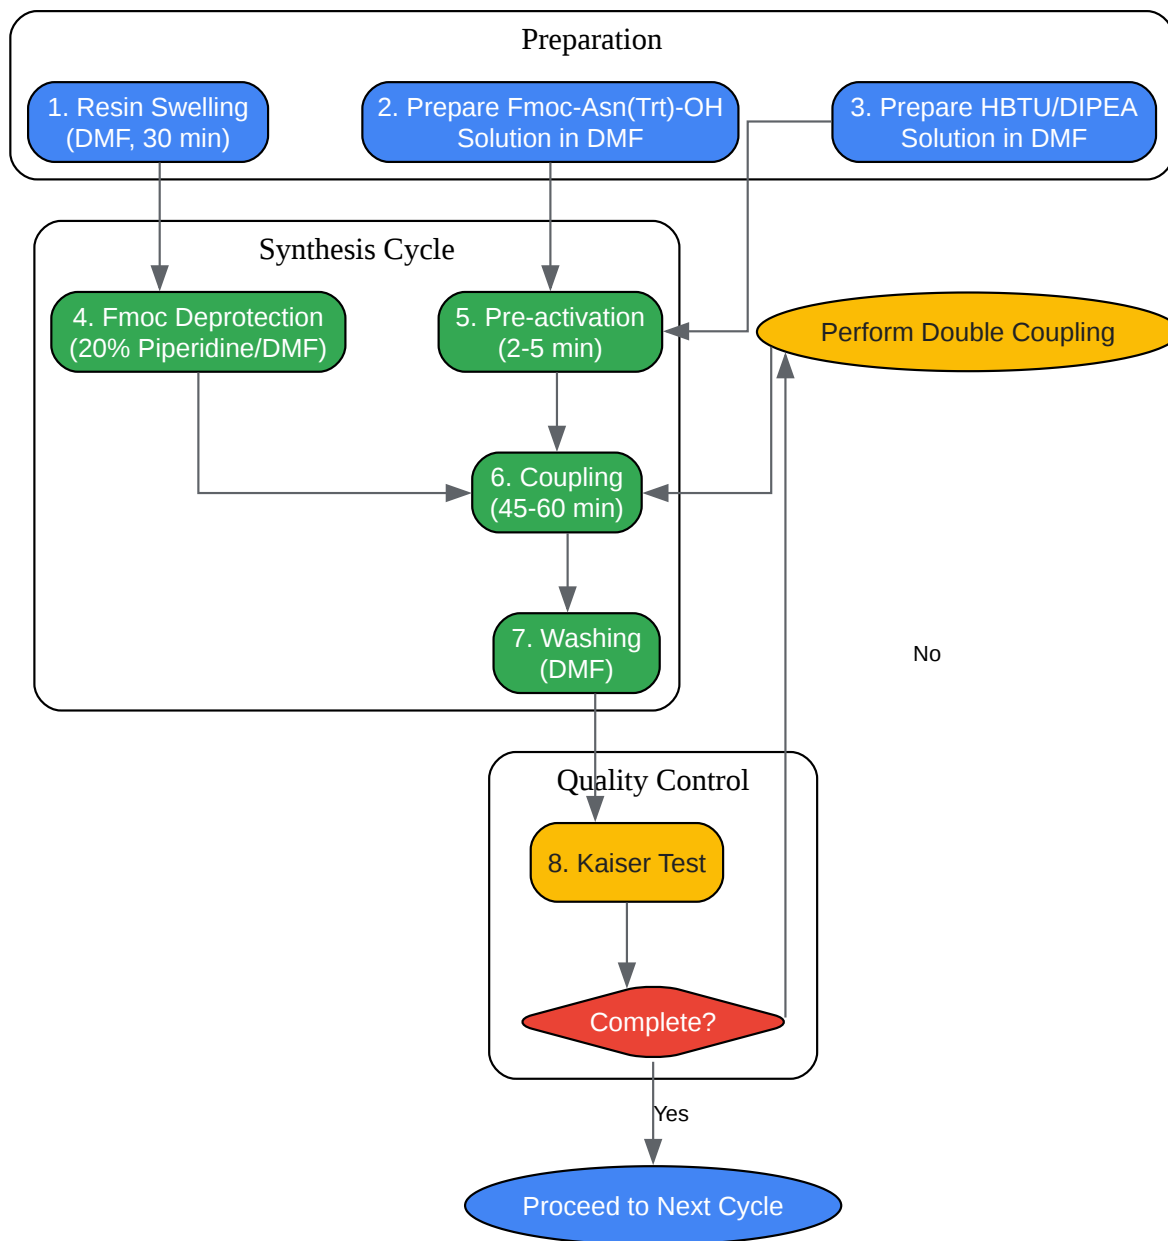 Preparation
1. Resin Swelling
(DMF, 30 min)
2. Prepare Fmoc-Asn(Trt)-OH
Solution in DMF
3. Prepare HBTU/DIPEA
Solution in DMF
Synthesis Cycle
4. Fmoc Deprotection
(20% Piperidine/DMF)
5. Pre-activation
(2-5 min)
Perform Double Coupling
6. Coupling
(45-60 min)
7. Washing
(DMF)
No
Quality Control
8. Kaiser Test
Complete?
Yes
Proceed to Next Cycle